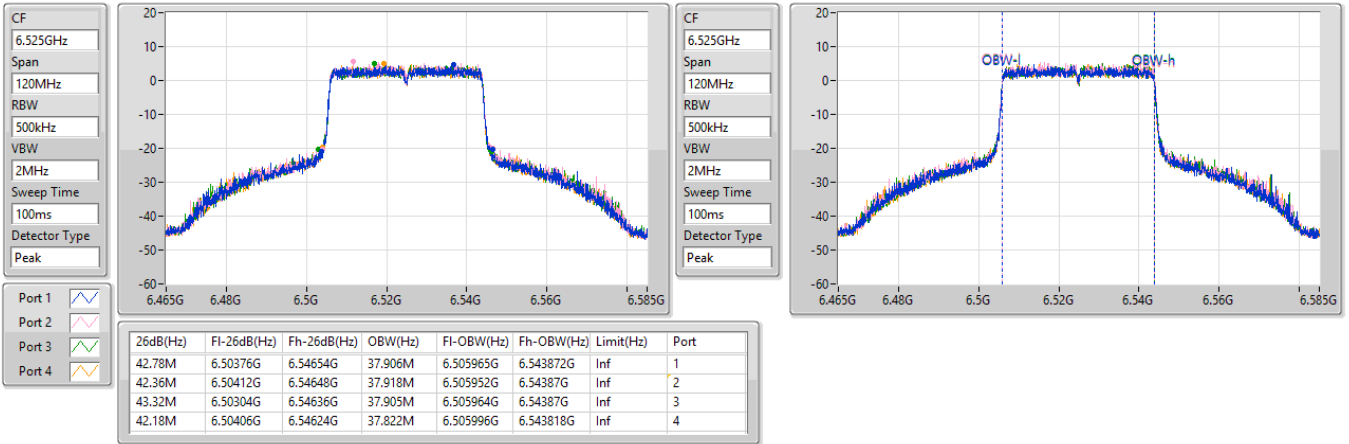 CF
6.525GHz
Span
120MHz
RBW
500kHz
VBW
2MHz
Sweep Time
100ms
Detector Type
Peak
20
10
0
-10
-20
-30
-40
-50
-60
6.465G 6.48G 6.5G 6.52G 6.54G 6.56G 6.585G
CF
6.525GHz
Span
120MHz
RBW
500kHz
VBW
2MHz
Sweep Time
100ms
Detector Type
Peak
20
10
0
-10
-20
-30
-40
-50
-60
OBW-l OBW-h
6.465G 6.48G 6.5G 6.52G 6.54G 6.56G 6.585G
Port 1
Port 2
Port 3
Port 4
26dB(Hz) Fl-26dB(Hz) Fh-26dB(Hz) OBW(Hz) Fl-OBW(Hz) Fh-OBW(Hz) Limit(Hz) Port
42.78M 6.50376G 6.54654G 37.906M 6.505965G 6.543872G Inf 1
42.36M 6.50412G 6.54648G 37.918M 6.505952G 6.54387G Inf 2
43.32M 6.50304G 6.54636G 37.905M 6.505964G 6.54387G Inf 3
42.18M 6.50406G 6.54624G 37.822M 6.505996G 6.543818G Inf 4